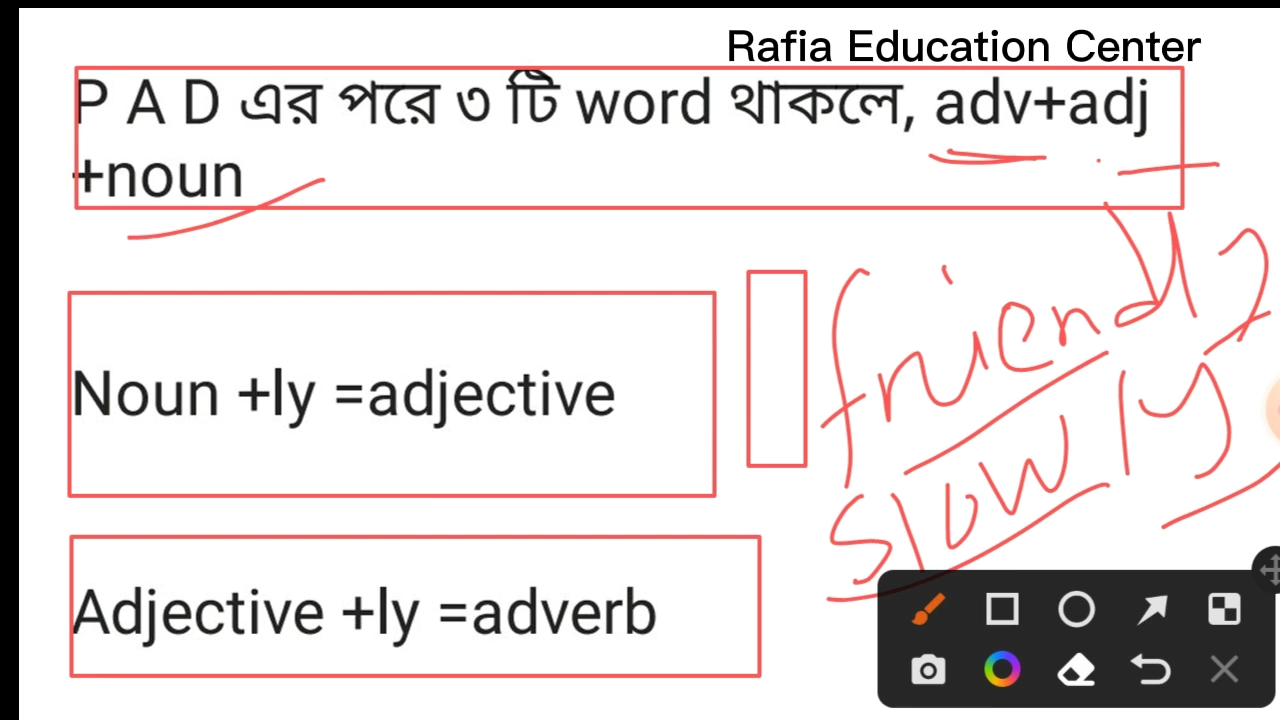 Rafia Education Center
P A D এর পরে ৩ টি word থাকলে, adv+adj
+noun
Noun +ly =adjective
friendly
slowly
Adjective +ly =adverb